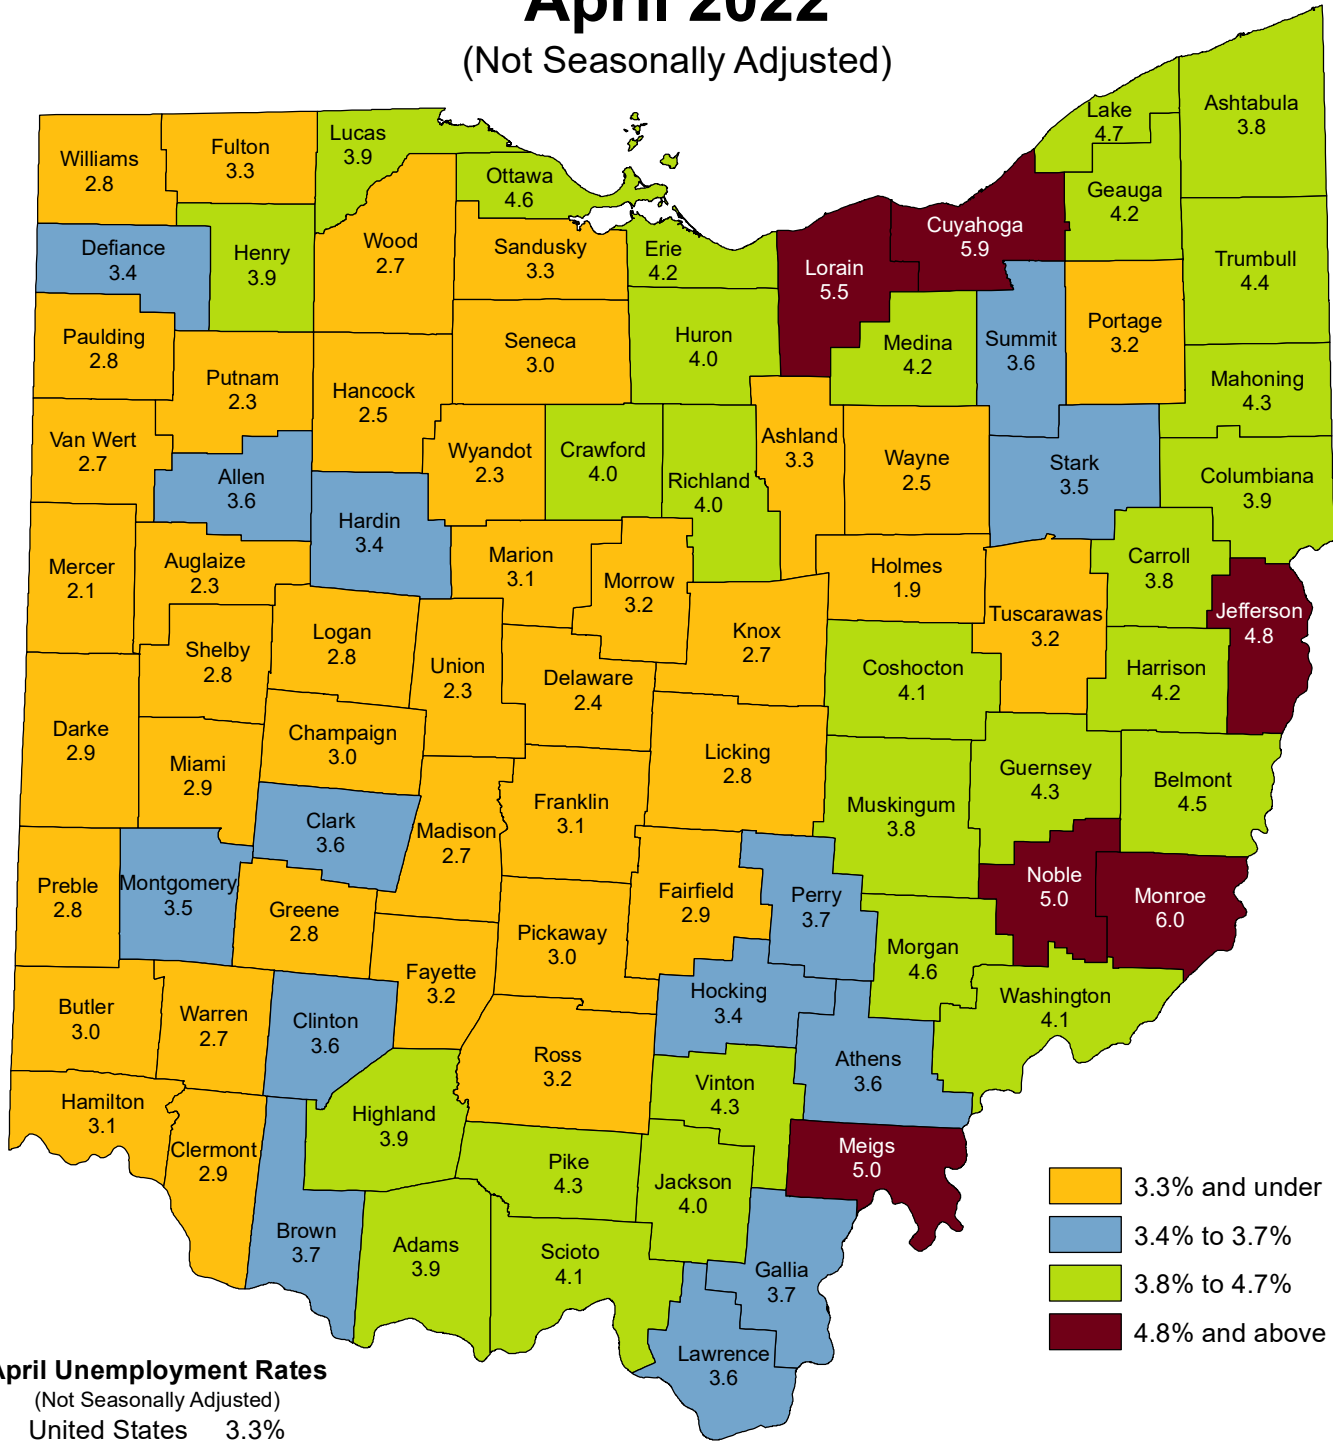 April 2022
(Not Seasonally Adjusted)
Williams
2.8
Fulton
3.3
Lucas
3.9
Ottawa
4.6
Lake
4.7
Ashtabula
3.8
Geauga
4.2
Cuyahoga
5.9
Defiance
3.4
Henry
3.9
Wood
2.7
Sandusky
3.3
Erie
4.2
Lorain
5.5
Trumbull
4.4
Paulding
2.8
Putnam
2.3
Hancock
2.5
Seneca
3.0
Huron
4.0
Medina
4.2
Summit
3.6
Portage
3.2
Mahoning
4.3
Van Wert
2.7
Allen
3.6
Wyandot
2.3
Crawford
4.0
Richland
4.0
Ashland
3.3
Wayne
2.5
Stark
3.5
Columbiana
3.9
Mercer
2.1
Auglaize
2.3
Hardin
3.4
Marion
3.1
Morrow
3.2
Holmes
1.9
Tuscarawas
3.2
Carroll
3.8
Jefferson
4.8
Shelby
2.8
Logan
2.8
Union
2.3
Delaware
2.4
Knox
2.7
Coshocton
4.1
Harrison
4.2
Darke
2.9
Miami
2.9
Champaign
3.0
Licking
2.8
Guernsey
4.3
Belmont
4.5
Clark
3.6
Madison
2.7
Franklin
3.1
Muskingum
3.8
Preble
2.8
Montgomery
3.5
Greene
2.8
Fairfield
2.9
Perry
3.7
Noble
5.0
Monroe
6.0
Fayette
3.2
Pickaway
3.0
Morgan
4.6
Butler
3.0
Warren
2.7
Clinton
3.6
Hocking
3.4
Washington
4.1
Ross
3.2
Athens
3.6
Hamilton
3.1
Clermont
2.9
Highland
3.9
Vinton
4.3
Pike
4.3
Jackson
4.0
Meigs
5.0
Brown
3.7
Adams
3.9
Scioto
4.1
Gallia
3.7
Lawrence
3.6
3.3% and under
3.4% to 3.7%
3.8% to 4.7%
4.8% and above
April Unemployment Rates
(Not Seasonally Adjusted)
United States 3.3%